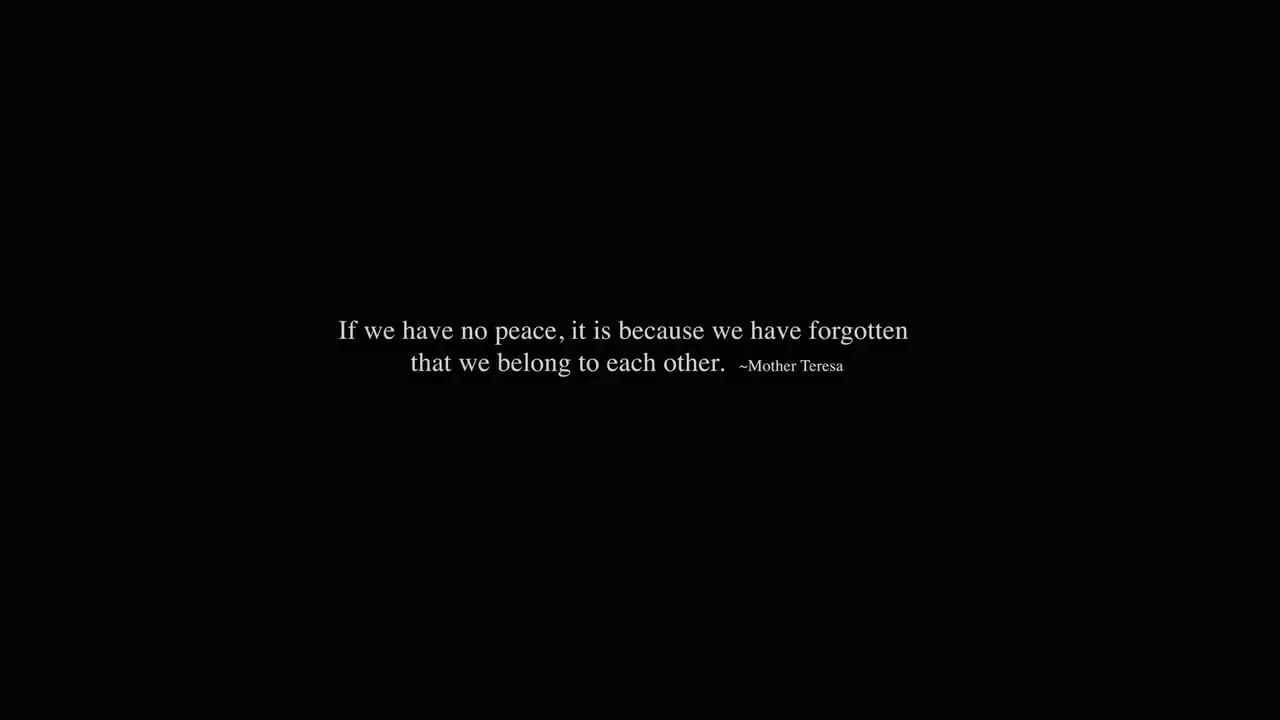 If we have no peace, it is because we have forgotten
that we belong to each other. ~Mother Teresa